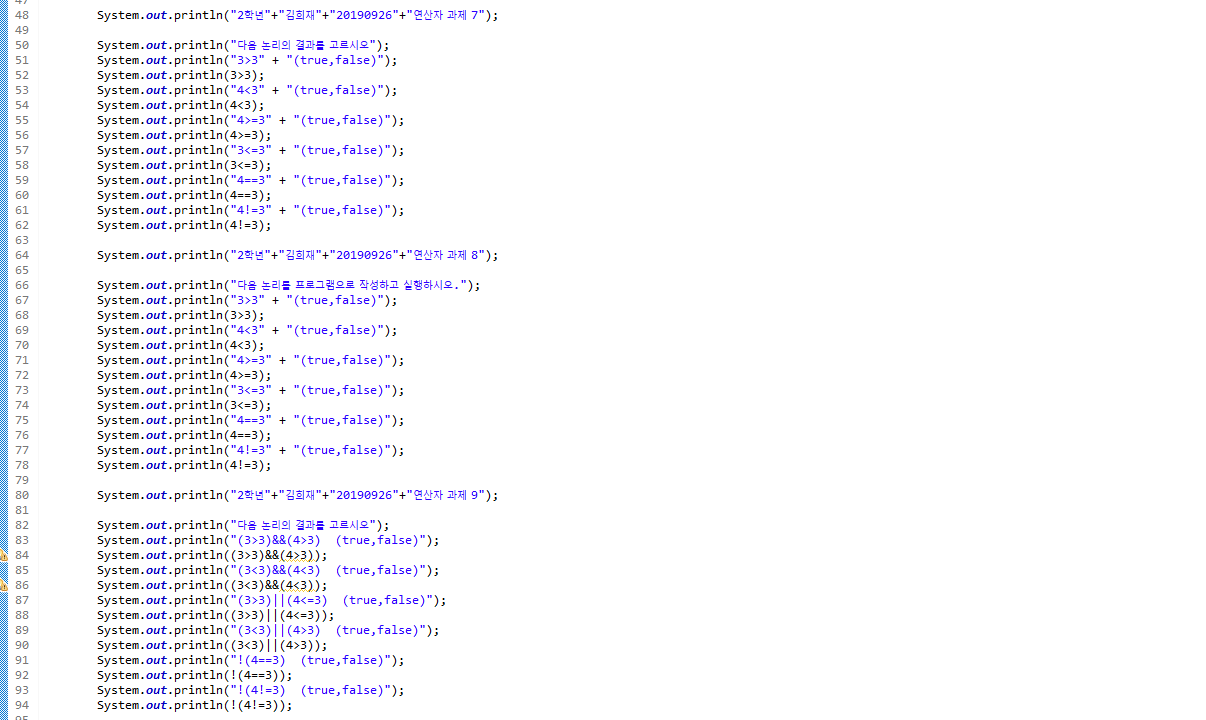 48 System.out.println("2학년"+"김희재"+"20190926"+"연산자 과제 7");
49
50 System.out.println("다음 논리의 결과를 고르시오");
51 System.out.println("3>3" + "(true,false)");
52 System.out.println(3>3);
53 System.out.println("4<3" + "(true,false)");
54 System.out.println(4<3);
55 System.out.println("4>=3" + "(true,false)");
56 System.out.println(4>=3);
57 System.out.println("3<=3" + "(true,false)");
58 System.out.println(3<=3);
59 System.out.println("4==3" + "(true,false)");
60 System.out.println(4==3);
61 System.out.println("4!=3" + "(true,false)");
62 System.out.println(4!=3);
63
64 System.out.println("2학년"+"김희재"+"20190926"+"연산자 과제 8");
65
66 System.out.println("다음 논리를 프로그램으로 작성하고 실행하시오.");
67 System.out.println("3>3" + "(true,false)");
68 System.out.println(3>3);
69 System.out.println("4<3" + "(true,false)");
70 System.out.println(4<3);
71 System.out.println("4>=3" + "(true,false)");
72 System.out.println(4>=3);
73 System.out.println("3<=3" + "(true,false)");
74 System.out.println(3<=3);
75 System.out.println("4==3" + "(true,false)");
76 System.out.println(4==3);
77 System.out.println("4!=3" + "(true,false)");
78 System.out.println(4!=3);
79
80 System.out.println("2학년"+"김희재"+"20190926"+"연산자 과제 9");
81
82 System.out.println("다음 논리의 결과를 고르시오");
83 System.out.println("(3>3)&&(4>3)  (true,false)");
84 System.out.println((3>3)&&(4>3));
85 System.out.println("(3<3)&&(4<3)  (true,false)");
86 System.out.println((3<3)&&(4<3));
87 System.out.println("(3>3)||(4<=3)  (true,false)");
88 System.out.println((3>3)||(4<=3));
89 System.out.println("(3<3)||(4>3)  (true,false)");
90 System.out.println((3<3)||(4>3));
91 System.out.println("!(4==3)  (true,false)");
92 System.out.println(!(4==3));
93 System.out.println("!(4!=3)  (true,false)");
94 System.out.println(!(4!=3));